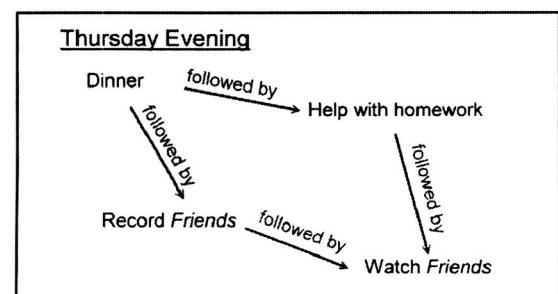 Thursday Evening
Dinner
followed by
Help with homework
followed by
followed by
Record Friends
followed by
Watch Friends